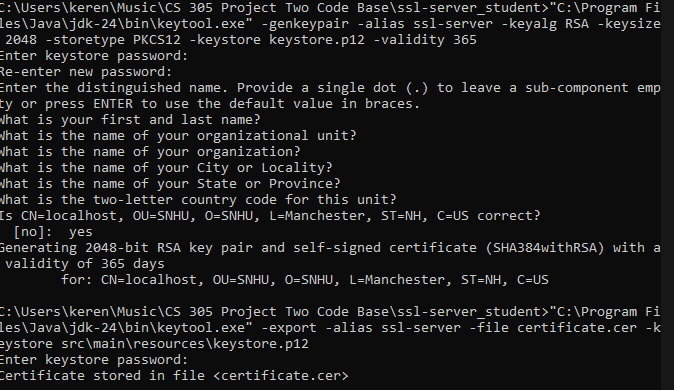 C:\Users\keren\Music\CS 305 Project Two Code Base\ssl-server_student>"C:\Program Fi
les\Java\jdk-24\bin\keytool.exe" -genkeypair -alias ssl-server -keyalg RSA -keysize
 2048 -storetype PKCS12 -keystore keystore.p12 -validity 365
Enter keystore password:
Re-enter new password:
Enter the distinguished name. Provide a single dot (.) to leave a sub-component emp
ty or press ENTER to use the default value in braces.
What is your first and last name?
What is the name of your organizational unit?
What is the name of your organization?
What is the name of your City or Locality?
What is the name of your State or Province?
What is the two-letter country code for this unit?
Is CN=localhost, OU=SNHU, O=SNHU, L=Manchester, ST=NH, C=US correct?
  [no]:  yes
Generating 2048-bit RSA key pair and self-signed certificate (SHA384withRSA) with a
 validity of 365 days
        for: CN=localhost, OU=SNHU, O=SNHU, L=Manchester, ST=NH, C=US
C:\Users\keren\Music\CS 305 Project Two Code Base\ssl-server_student>"C:\Program Fi
les\Java\jdk-24\bin\keytool.exe" -export -alias ssl-server -file certificate.cer -k
eystore src\main\resources\keystore.p12
Enter keystore password:
Certificate stored in file <certificate.cer>